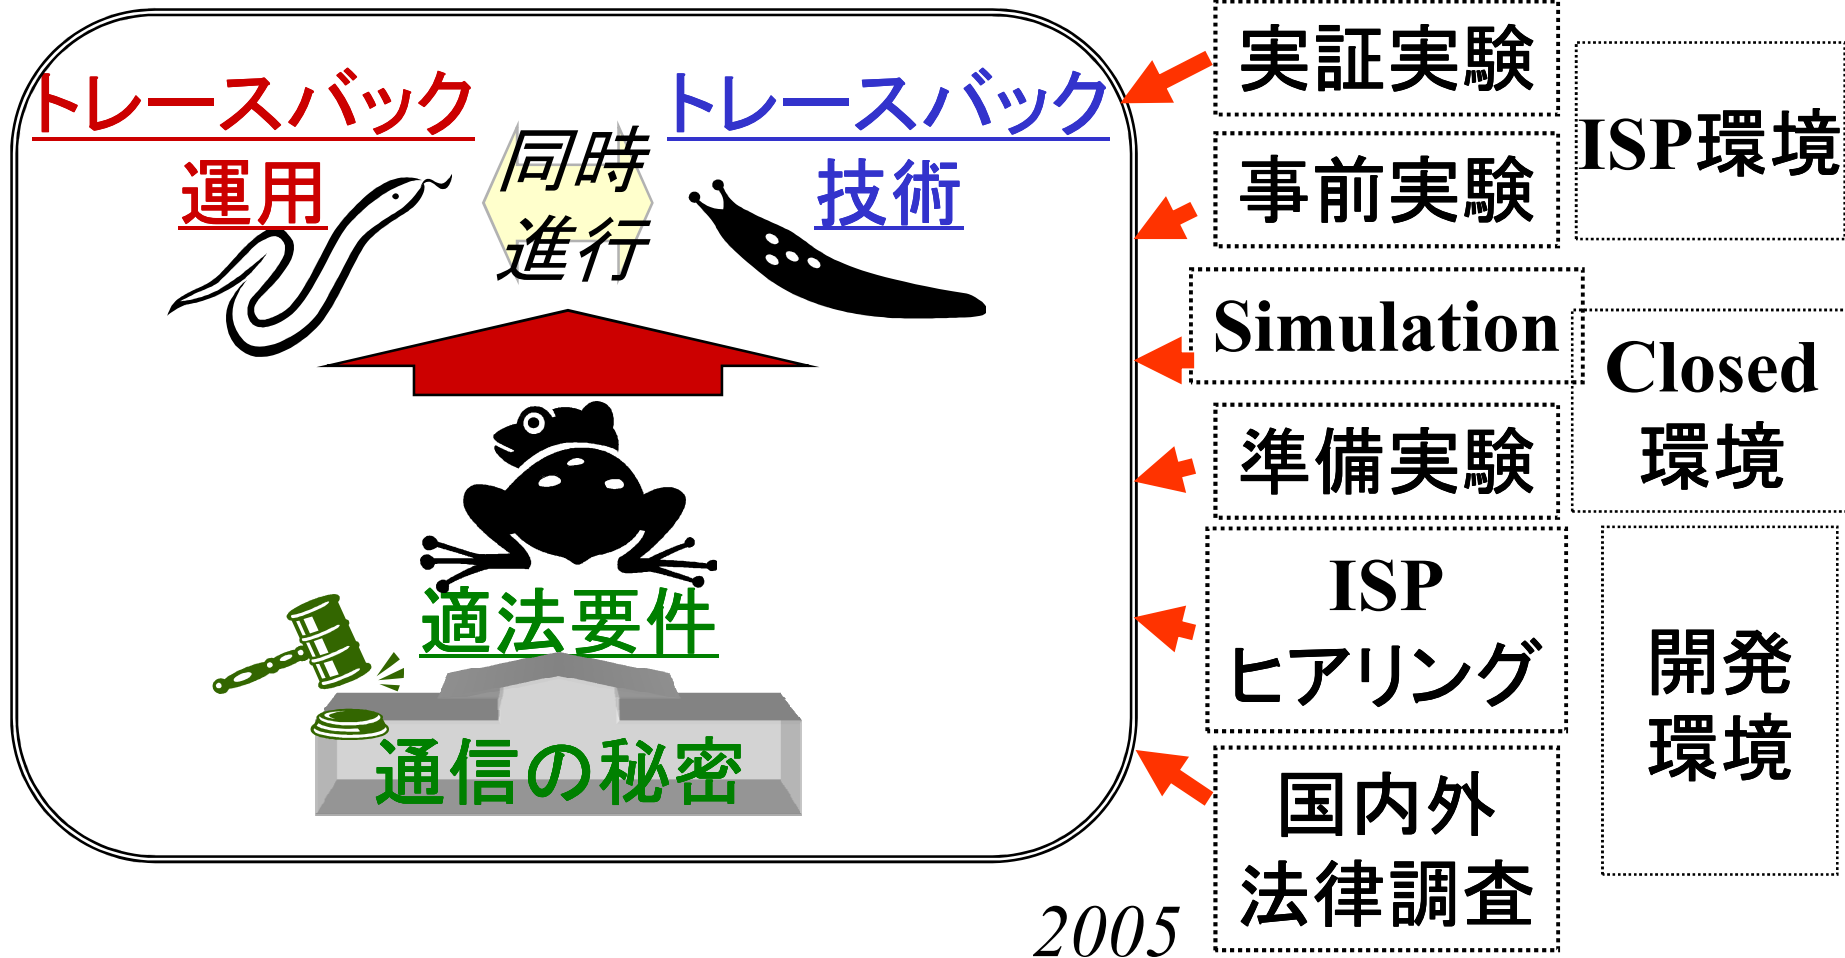 トレースバック
運用
同時
進行
トレースバック
技術
適法要件
通信の秘密
実証実験
事前実験
ISP環境
Simulation
準備実験
Closed
環境
ISP
ヒアリング
国内外
法律調査
開発
環境
2005